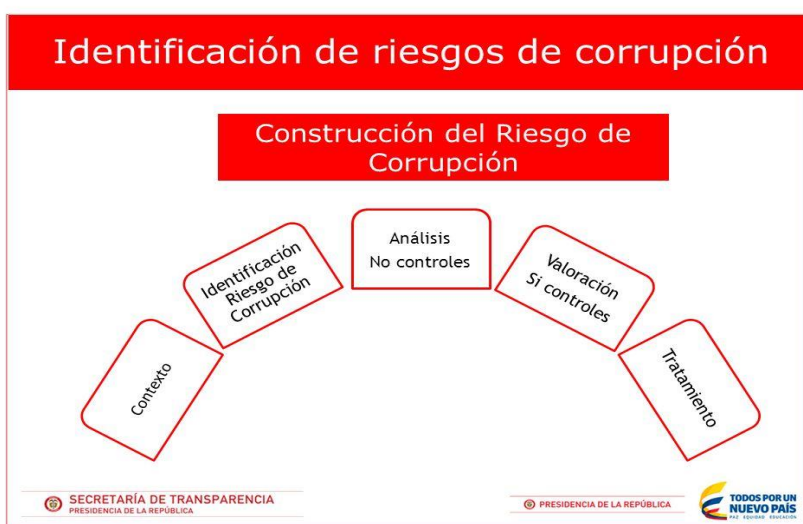 Identificación de riesgos de corrupción
Construcción del Riesgo de
Corrupción
Contexto
Identificación
Riesgo de
Corrupción
Análisis
No controles
Valoración
Si controles
Tratamiento
SECRETARÍA DE TRANSPARENCIA
PRESIDENCIA DE LA REPÚBLICA
PRESIDENCIA DE LA REPÚBLICA
TODOS POR UN
NUEVO PAÍS
PAZ EQUIDAD EDUCACIÓN